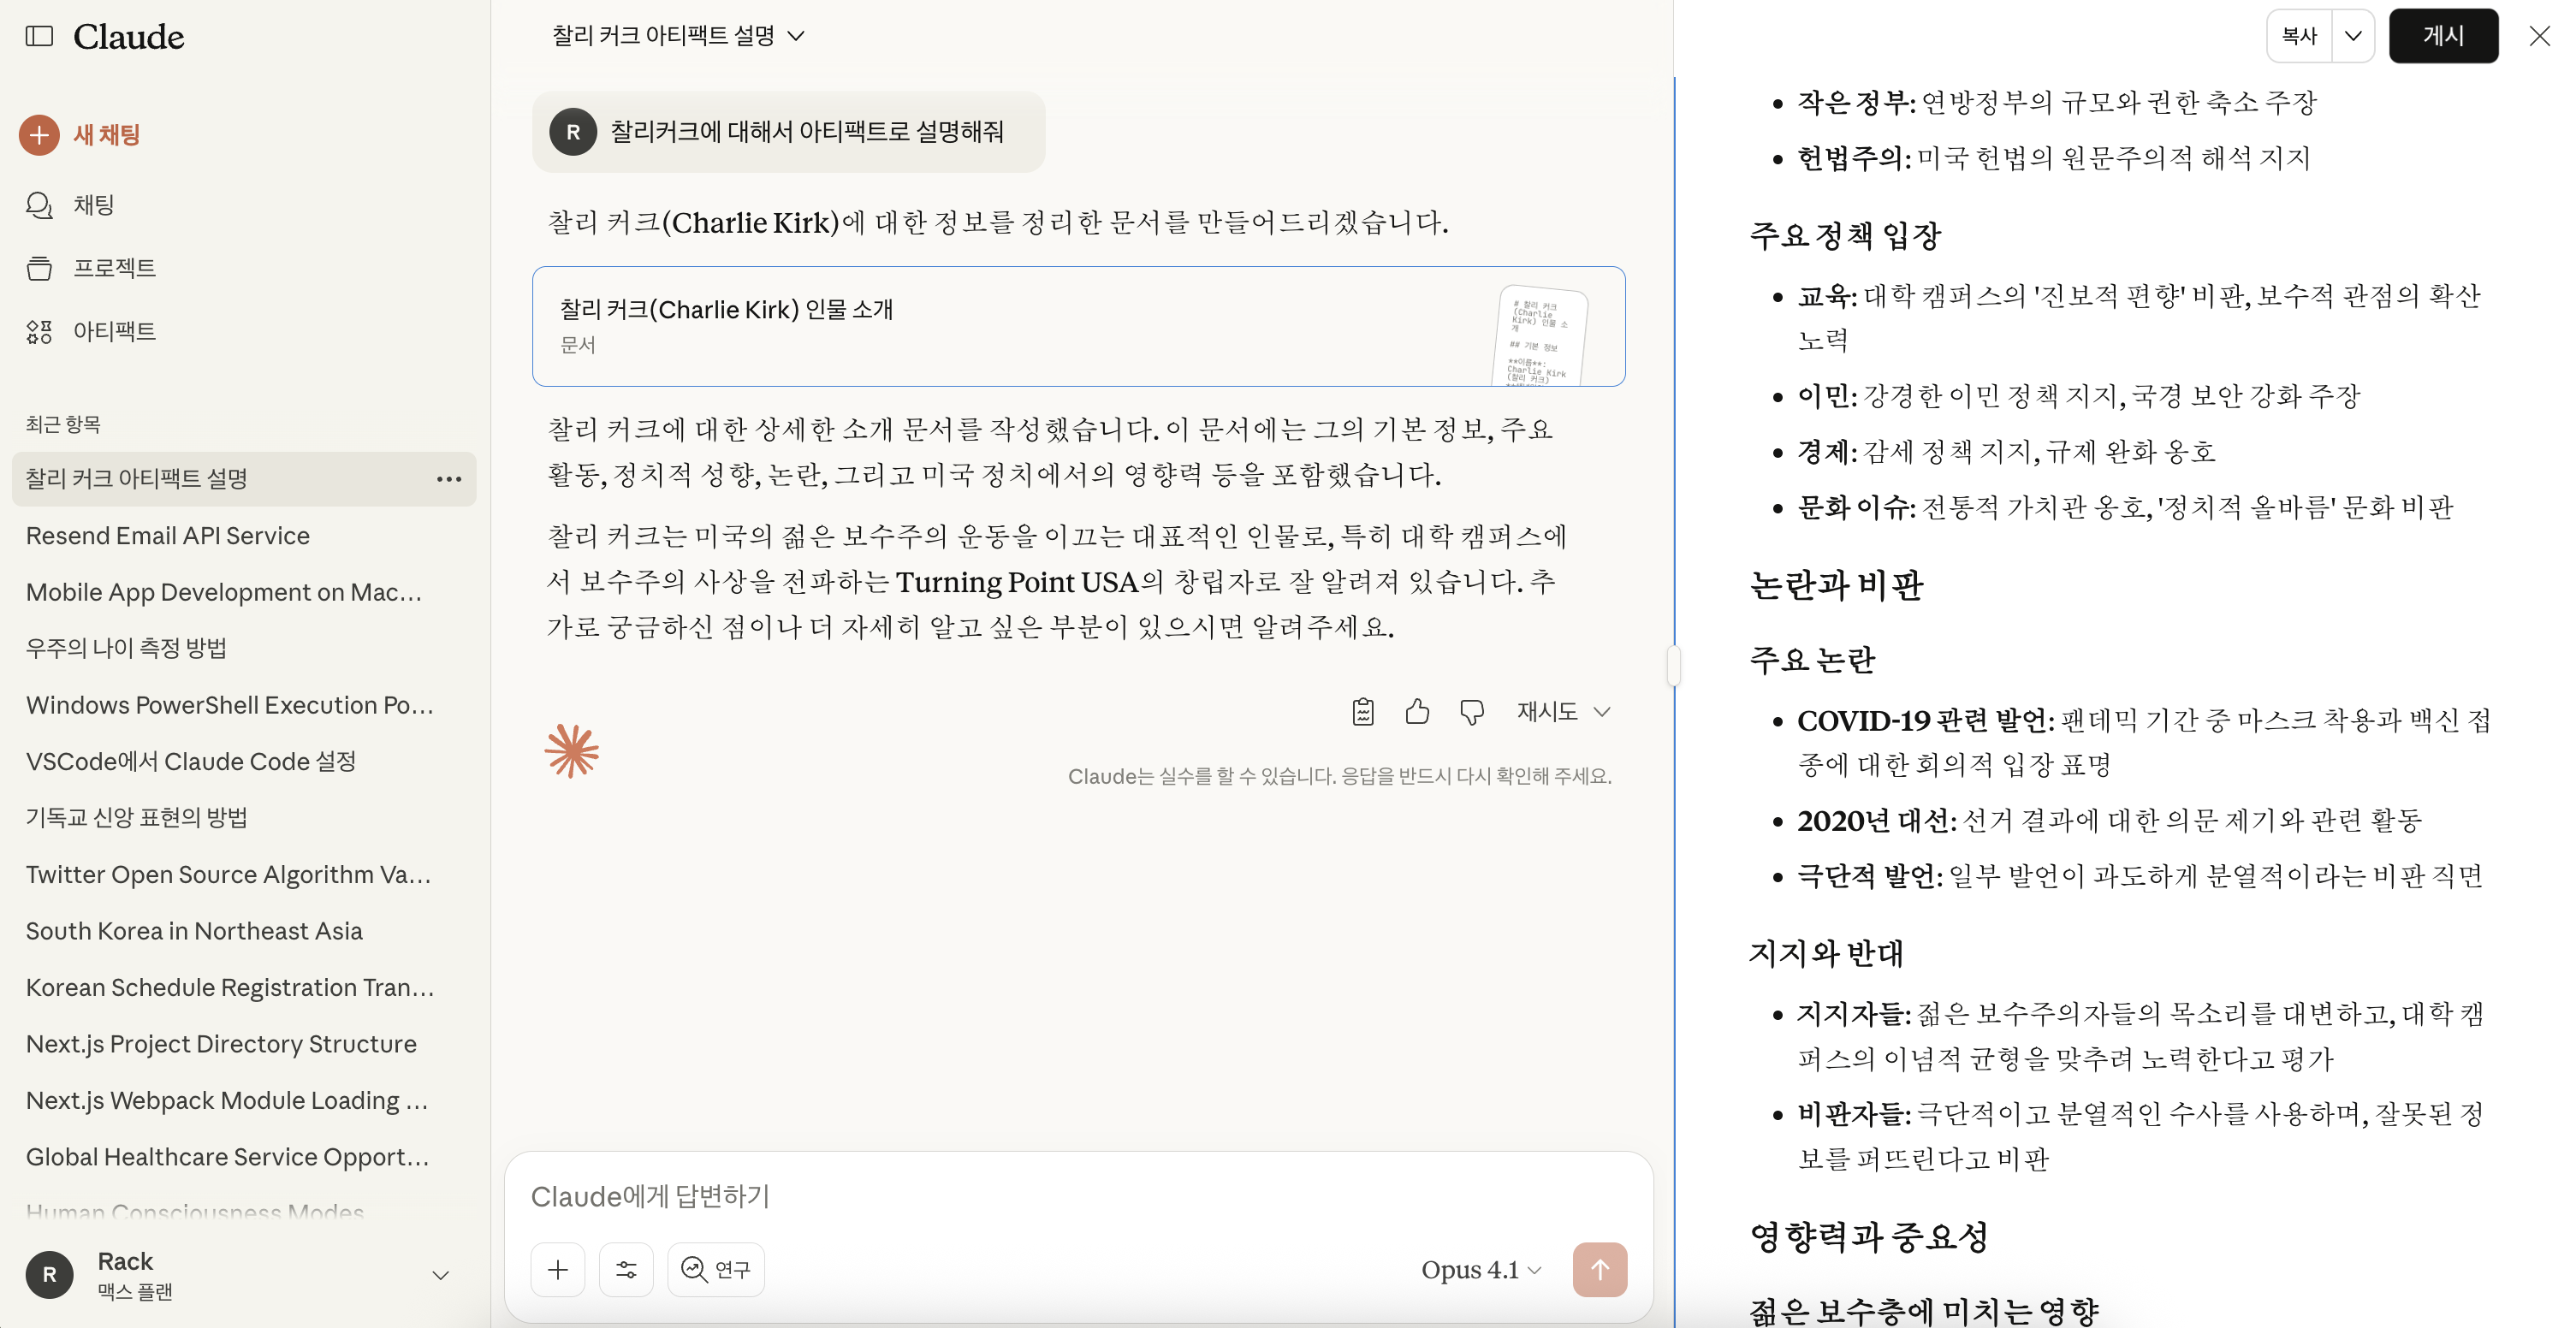 Claude
새 채팅
채팅
프로젝트
아티팩트
최근 항목
찰리 커크 아티팩트 설명
Resend Email API Service
Mobile App Development on Mac...
우주의 나이 측정 방법
Windows PowerShell Execution Po...
VSCode에서 Claude Code 설정
기독교 신앙 표현의 방법
Twitter Open Source Algorithm Va...
South Korea in Northeast Asia
Korean Schedule Registration Tran...
Next.js Project Directory Structure
Next.js Webpack Module Loading ...
Global Healthcare Service Opport...
Human Consciousness Modes
R
Rack
맥스 플랜
찰리 커크 아티팩트 설명
R
찰리커크에 대해서 아티팩트로 설명해줘
찰리 커크(Charlie Kirk)에 대한 정보를 정리한 문서를 만들어드리겠습니다.
찰리 커크(Charlie Kirk) 인물 소개
문서
# 찰리 커크
(Charlie
Kirk) 인물 소
개
## 기본 정보
**이름**:
Charlie Kirk
(찰리 커크)
찰리 커크에 대한 상세한 소개 문서를 작성했습니다. 이 문서에는 그의 기본 정보, 주요
활동, 정치적 성향, 논란, 그리고 미국 정치에서의 영향력 등을 포함했습니다.
찰리 커크는 미국의 젊은 보수주의 운동을 이끄는 대표적인 인물로, 특히 대학 캠퍼스에
서 보수주의 사상을 전파하는 Turning Point USA의 창립자로 잘 알려져 있습니다. 추
가로 궁금하신 점이나 더 자세히 알고 싶은 부분이 있으시면 알려주세요.
재시도
Claude는 실수를 할 수 있습니다. 응답을 반드시 다시 확인해 주세요.
Claude에게 답변하기
연구
Opus 4.1
복사
게시
작은 정부: 연방정부의 규모와 권한 축소 주장
헌법주의: 미국 헌법의 원문주의적 해석 지지
주요 정책 입장
교육: 대학 캠퍼스의 '진보적 편향' 비판, 보수적 관점의 확산
노력
이민: 강경한 이민 정책 지지, 국경 보안 강화 주장
경제: 감세 정책 지지, 규제 완화 옹호
문화 이슈: 전통적 가치관 옹호, '정치적 올바름' 문화 비판
논란과 비판
주요 논란
COVID-19 관련 발언: 팬데믹 기간 중 마스크 착용과 백신 접
종에 대한 회의적 입장 표명
2020년 대선: 선거 결과에 대한 의문 제기와 관련 활동
극단적 발언: 일부 발언이 과도하게 분열적이라는 비판 직면
지지와 반대
지지자들: 젊은 보수주의자들의 목소리를 대변하고, 대학 캠
퍼스의 이념적 균형을 맞추려 노력한다고 평가
비판자들: 극단적이고 분열적인 수사를 사용하며, 잘못된 정
보를 퍼뜨린다고 비판
영향력과 중요성
젊은 보수층에 미치는 영향